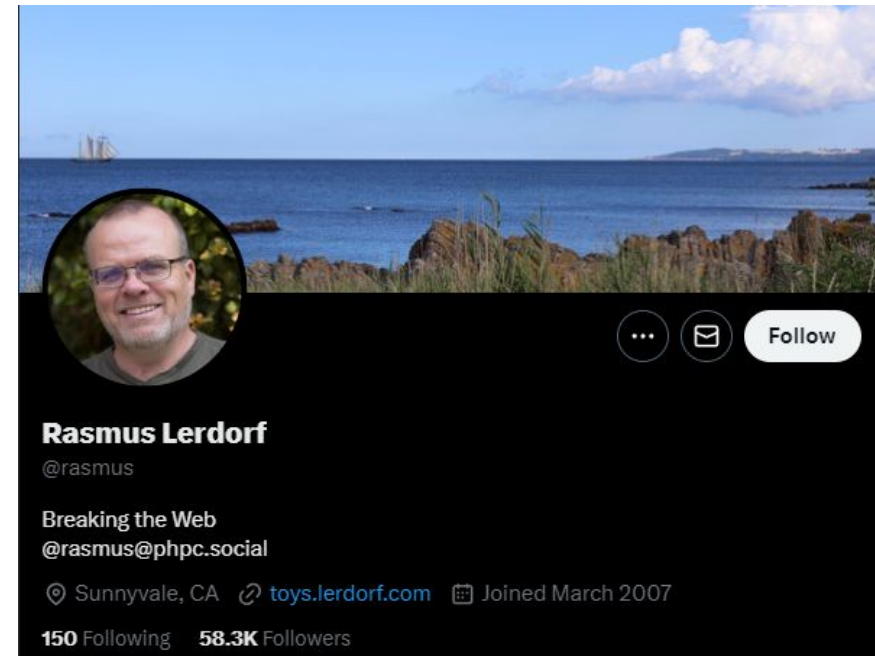 Follow
Rasmus Lerdorf
@rasmus
Breaking the Web
@rasmus@phpc.social
Sunnyvale, CA toys.lerdorf.com Joined March 2007
150 Following 58.3K Followers